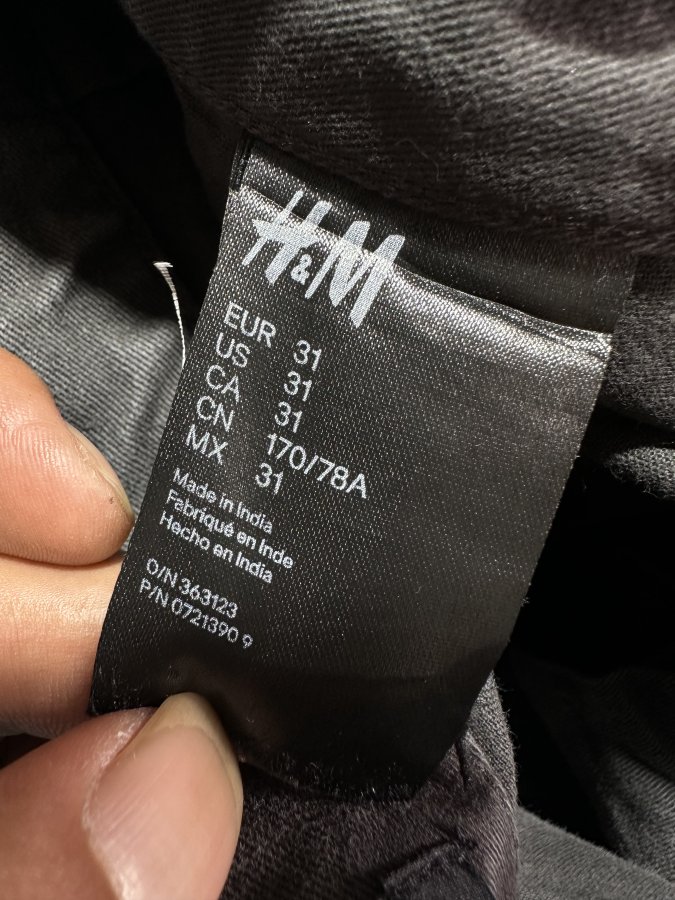 H&M
EUR 31
US 31
CA 31
CN 170/78A
MX 31
Made in India
Fabriqué en Inde
Hecho en India
O/N 363123
P/N 0721390 9